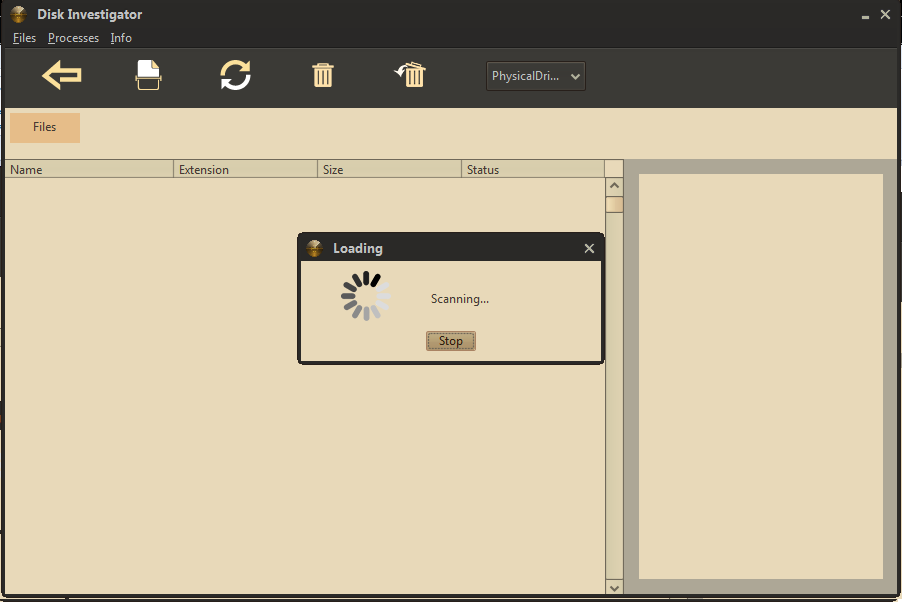 Disk Investigator
Files Processes Info
PhysicalDri...
Files
Name Extension Size Status
Loading
Scanning...
Stop